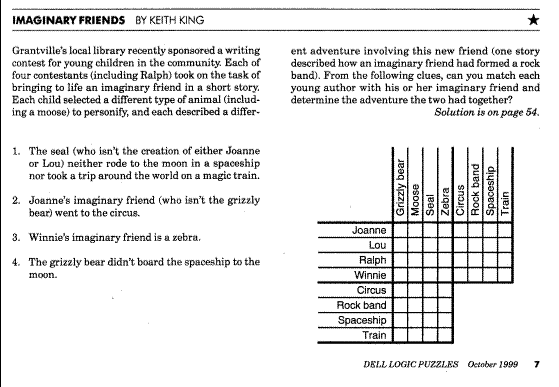 IMAGINARY FRIENDS BY KEITH KING ★
Grantville's local library recently sponsored a writing
contest for young children in the community. Each of
four contestants (including Ralph) took on the task of
bringing to life an imaginary friend in a short story.
Each child selected a different type of animal (includ-
ing a moose) to personify, and each described a differ-
ent adventure involving this new friend (one story
described how an imaginary friend had formed a rock
band). From the following clues, can you match each
young author with his or her imaginary friend and
determine the adventure the two had together?
Solution is on page 54.
1. The seal (who isn't the creation of either Joanne
or Lou) neither rode to the moon in a spaceship
nor took a trip around the world on a magic train.
2. Joanne's imaginary friend (who isn't the grizzly
bear) went to the circus.
3. Winnie's imaginary friend is a zebra.
4. The grizzly bear didn't board the spaceship to the
moon.
Grizzly bear
Moose
Seal
Zebra
Circus
Rock band
Spaceship
Train
Joanne
Lou
Ralph
Winnie
Circus
Rock band
Spaceship
Train
DELL LOGIC PUZZLES October 1999 7